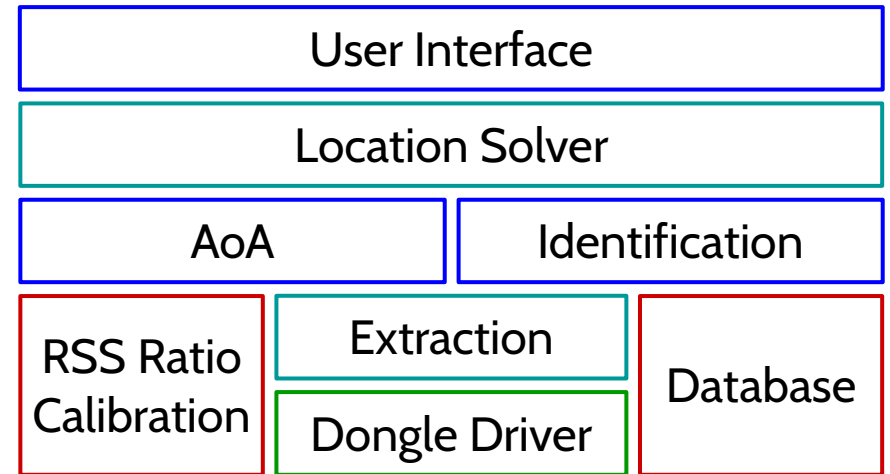 User Interface
Location Solver
AoA
Identification
RSS Ratio
Calibration
Extraction
Dongle Driver
Database